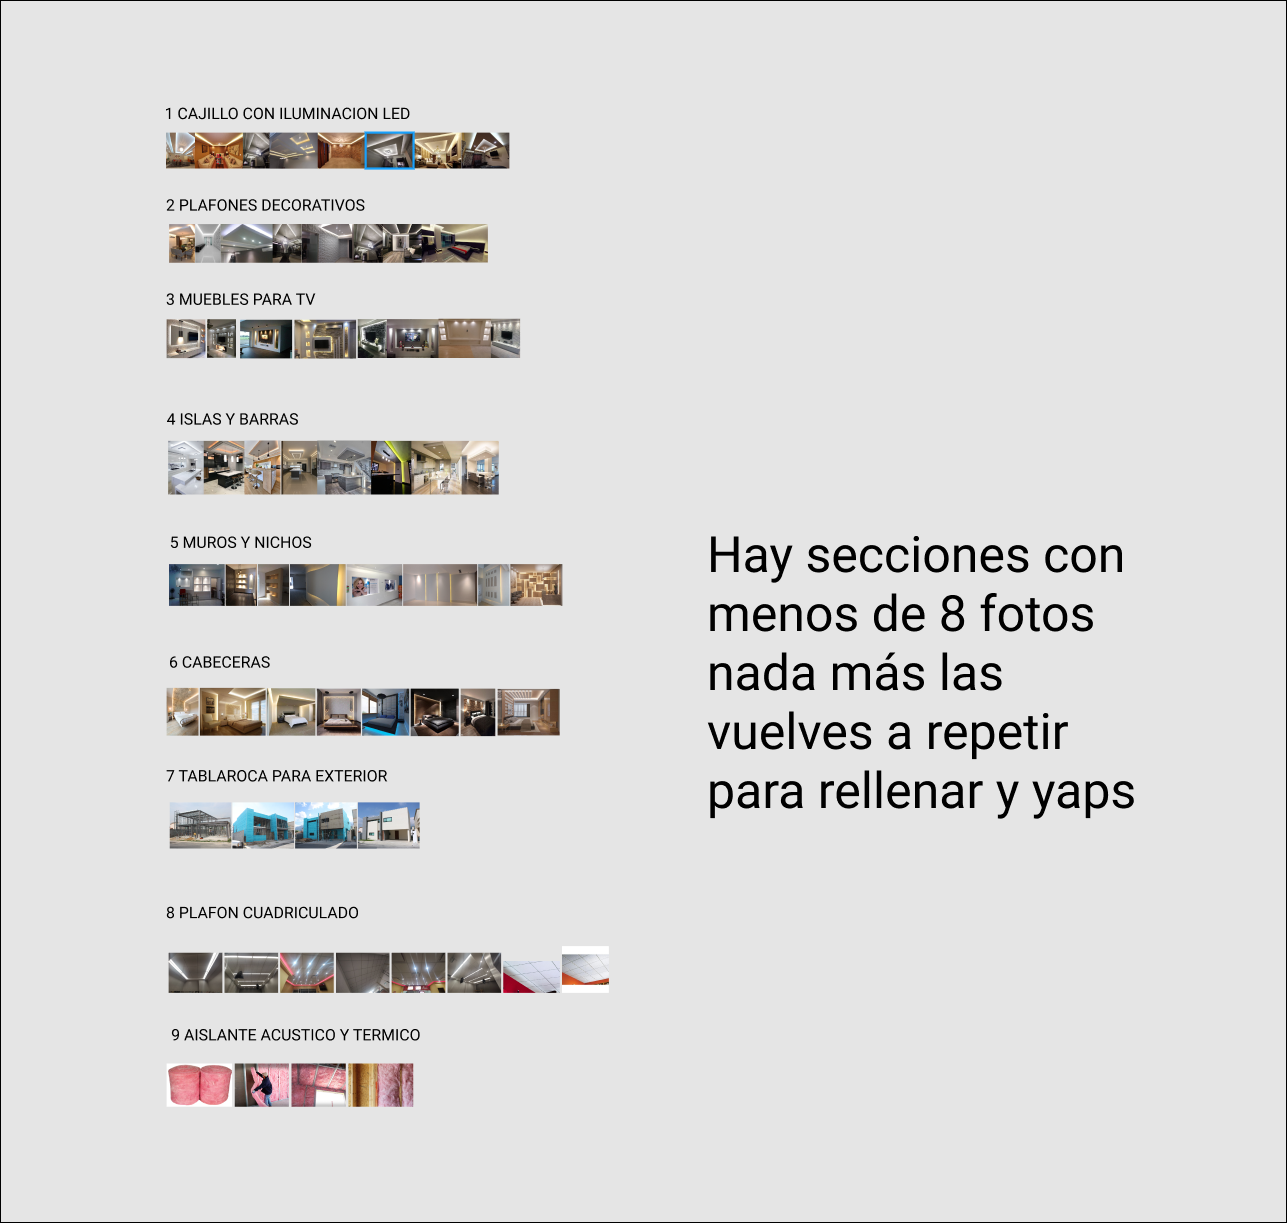 1 CAJILLO CON ILUMINACION LED
2 PLAFONES DECORATIVOS
3 MUEBLES PARA TV
4 ISLAS Y BARRAS
5 MUROS Y NICHOS
6 CABECERAS
7 TABLAROCA PARA EXTERIOR
8 PLAFON CUADRICULADO
9 AISLANTE ACUSTICO Y TERMICO
Hay secciones con
menos de 8 fotos
nada más las
vuelves a repetir
para rellenar y yaps